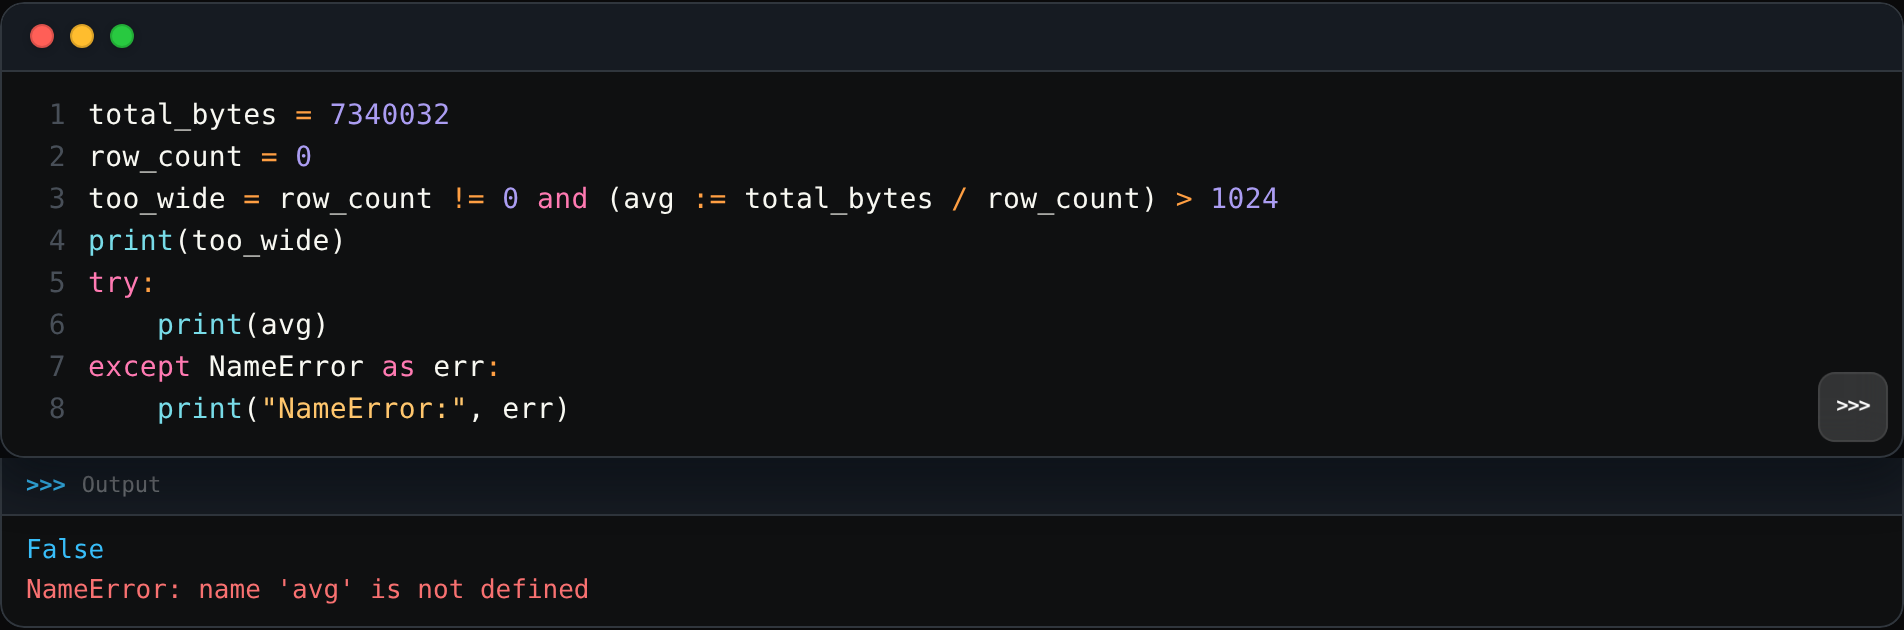 1 total_bytes = 7340032
2 row_count = 0
3 too_wide = row_count != 0 and (avg := total_bytes / row_count) > 1024
4 print(too_wide)
5 try:
6     print(avg)
7 except NameError as err:
8     print("NameError:", err)
>>>
>>> Output
False
NameError: name 'avg' is not defined